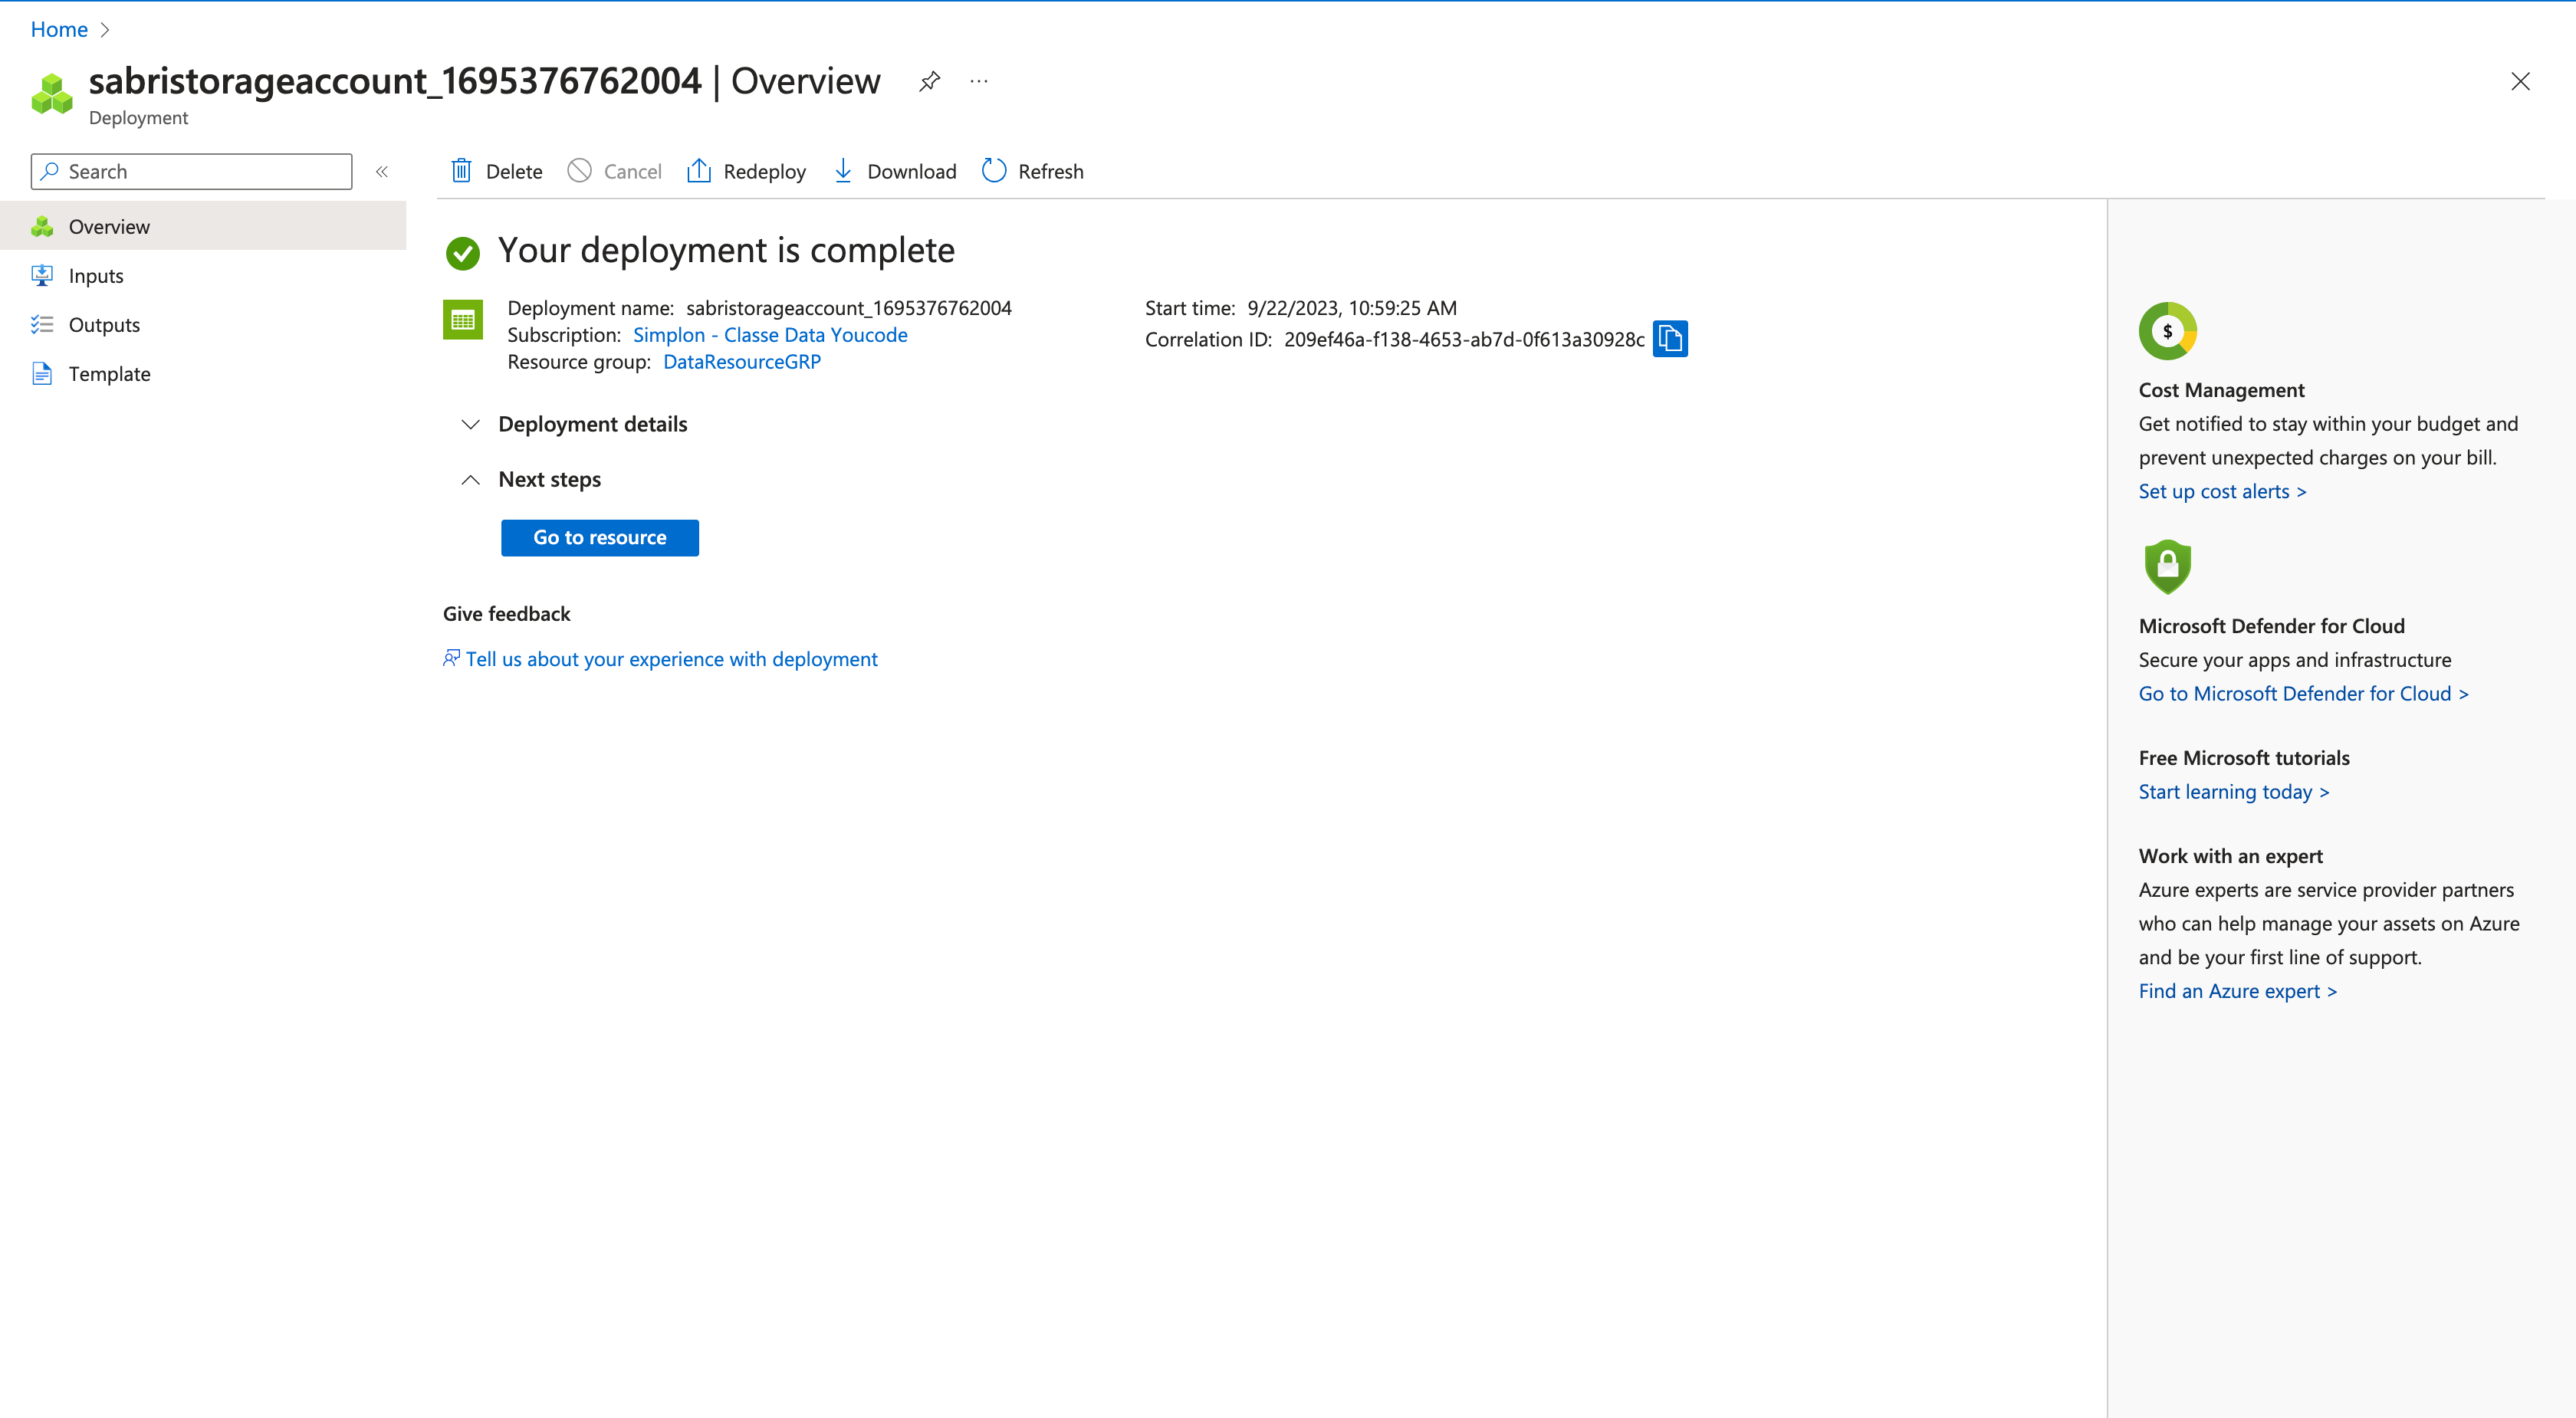 Home
sabristorageaccount_1695376762004 | Overview
Deployment
Search
Overview
Inputs
Outputs
Template
Delete Cancel Redeploy Download Refresh
Your deployment is complete
Deployment name: sabristorageaccount_1695376762004
Subscription: Simplon - Classe Data Youcode
Resource group: DataResourceGRP
Start time: 9/22/2023, 10:59:25 AM
Correlation ID: 209ef46a-f138-4653-ab7d-0f613a30928c
Deployment details
Next steps
Go to resource
Give feedback
Tell us about your experience with deployment
$
Cost Management
Get notified to stay within your budget and
prevent unexpected charges on your bill.
Set up cost alerts >
Microsoft Defender for Cloud
Secure your apps and infrastructure
Go to Microsoft Defender for Cloud >
Free Microsoft tutorials
Start learning today >
Work with an expert
Azure experts are service provider partners
who can help manage your assets on Azure
and be your first line of support.
Find an Azure expert >